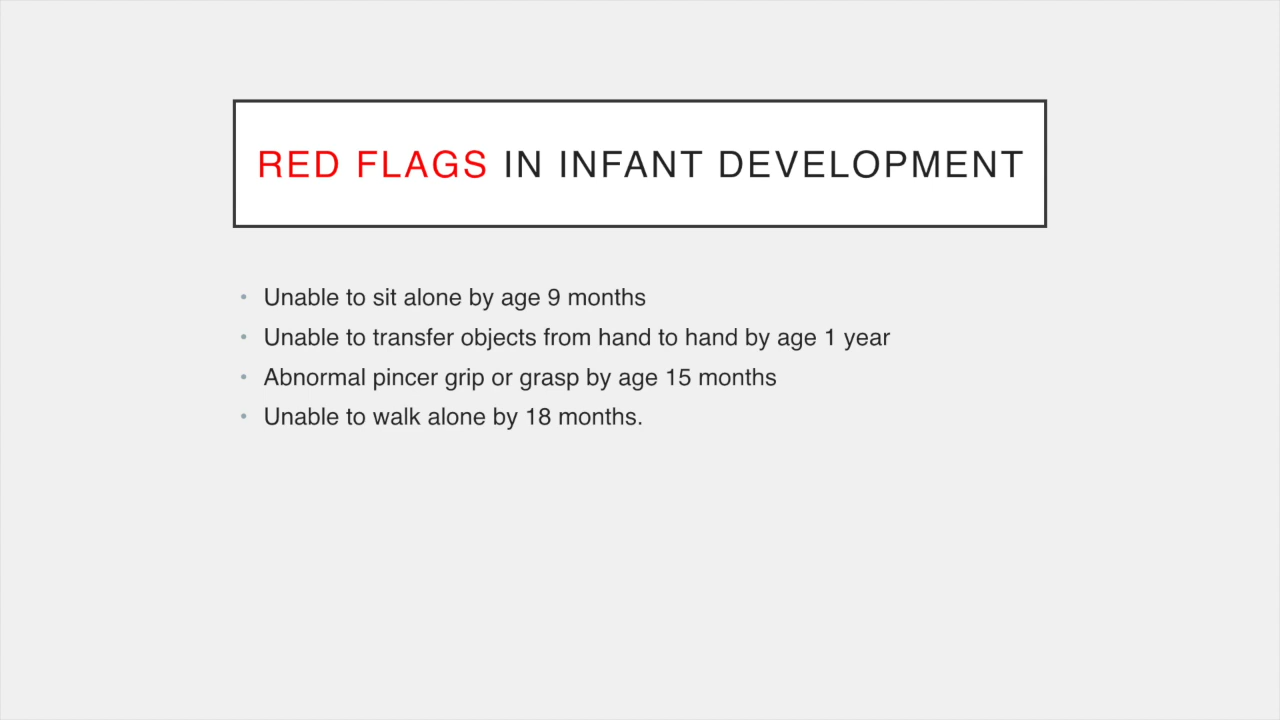 RED FLAGS IN INFANT DEVELOPMENT
• Unable to sit alone by age 9 months
• Unable to transfer objects from hand to hand by age 1 year
• Abnormal pincer grip or grasp by age 15 months
• Unable to walk alone by 18 months.